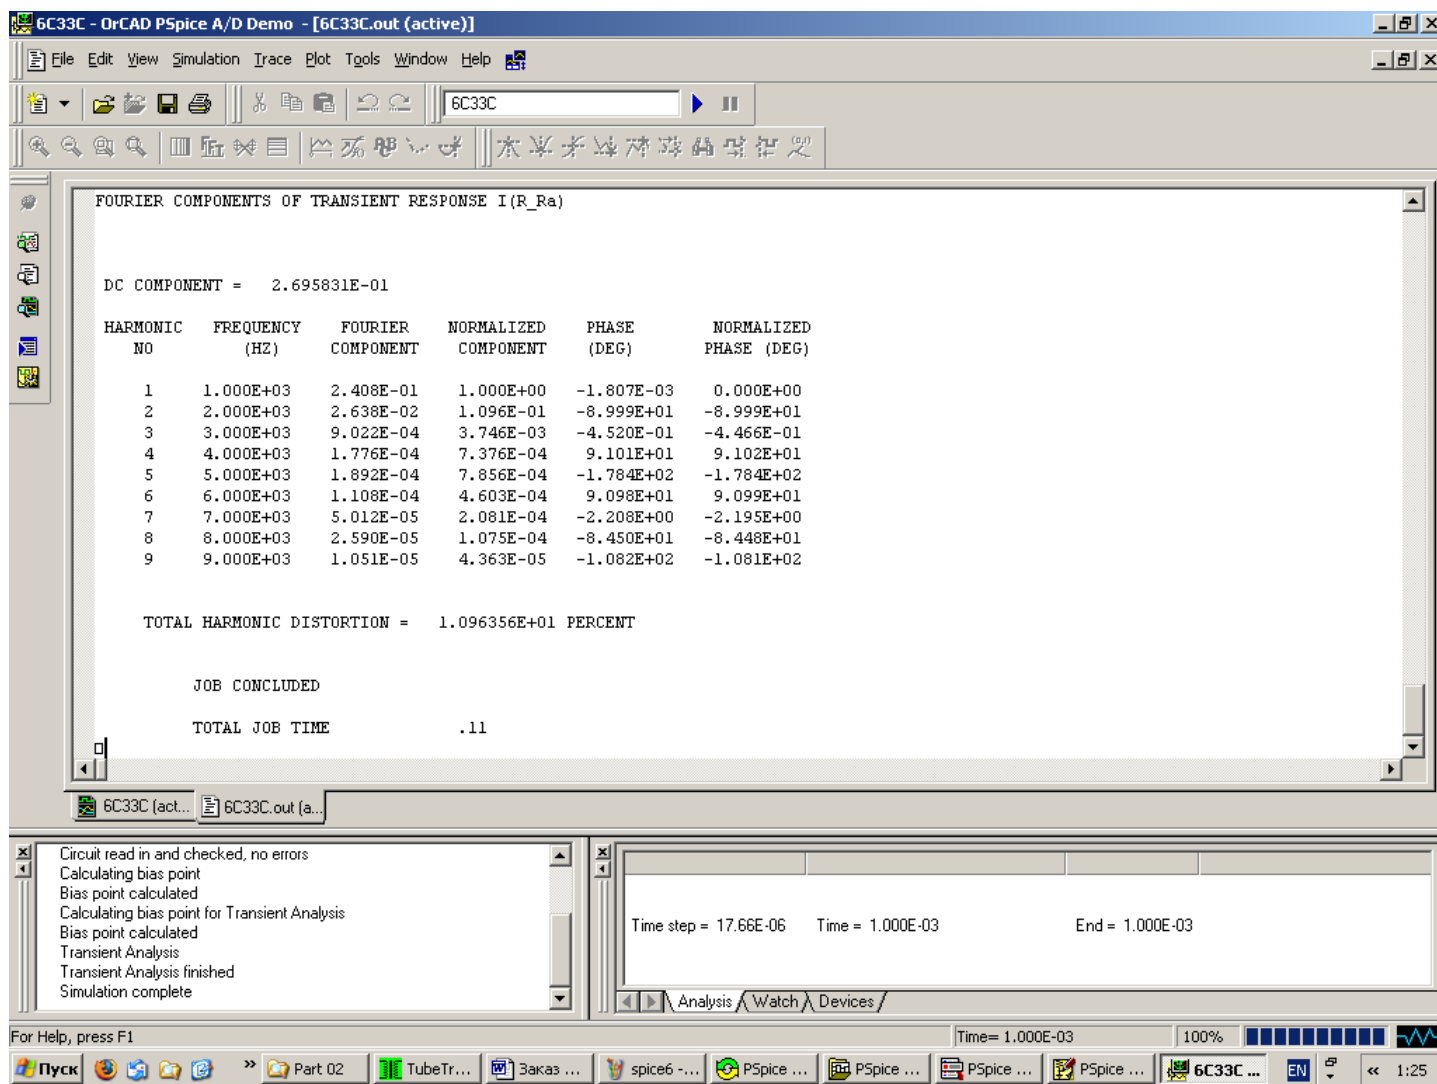 6C33C - OrCAD PSpice A/D Demo - [6C33C.out (active)]
File Edit View Simulation Trace Plot Tools Window Help
6C33C
FOURIER COMPONENTS OF TRANSIENT RESPONSE I(R_Ra)
DC COMPONENT = 2.695831E-01
HARMONIC FREQUENCY FOURIER NORMALIZED PHASE NORMALIZED
NO (HZ) COMPONENT COMPONENT (DEG) PHASE (DEG)
1 1.000E+03 2.408E-01 1.000E+00 -1.807E-03 0.000E+00
2 2.000E+03 2.638E-02 1.096E-01 -8.999E+01 -8.999E+01
3 3.000E+03 9.022E-04 3.746E-03 -4.520E-01 -4.466E-01
4 4.000E+03 1.776E-04 7.376E-04 9.101E+01 9.102E+01
5 5.000E+03 1.892E-04 7.856E-04 -1.784E+02 -1.784E+02
6 6.000E+03 1.108E-04 4.603E-04 9.098E+01 9.099E+01
7 7.000E+03 5.012E-05 2.081E-04 -2.208E+00 -2.195E+00
8 8.000E+03 2.590E-05 1.075E-04 -8.450E+01 -8.448E+01
9 9.000E+03 1.051E-05 4.363E-05 -1.082E+02 -1.081E+02
TOTAL HARMONIC DISTORTION = 1.096356E+01 PERCENT
JOB CONCLUDED
TOTAL JOB TIME .11
6C33C (act... 6C33C.out (a...
Circuit read in and checked, no errors
Calculating bias point
Bias point calculated
Calculating bias point for Transient Analysis
Bias point calculated
Transient Analysis
Transient Analysis finished
Simulation complete
Time step = 17.66E-06 Time = 1.000E-03 End = 1.000E-03
Analysis Watch Devices
For Help, press F1 Time= 1.000E-03 100%
Пуск » Part 02 TubeTr... Заказ ... spice6 -... PSpice ... PSpice ... PSpice ... PSpice ... 6C33C ... EN « 1:25